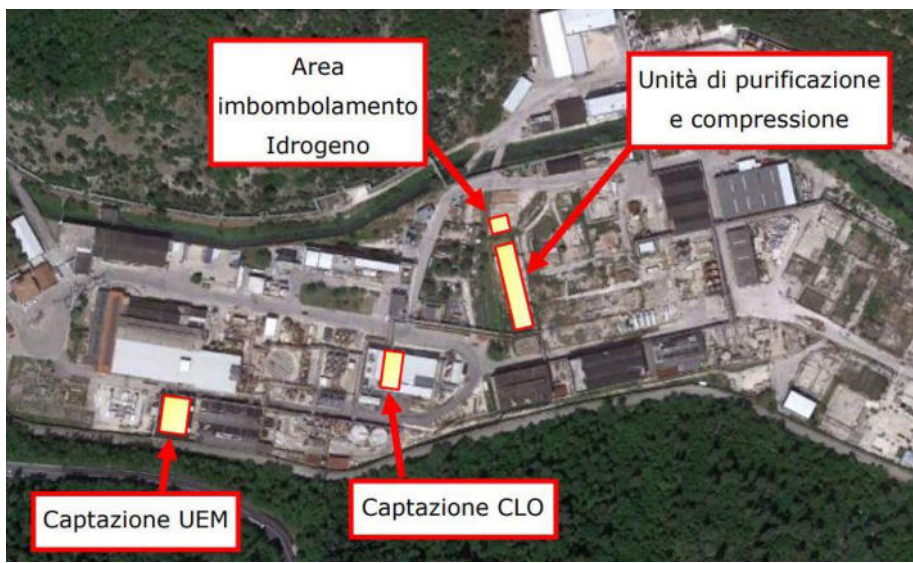 Area
imbombolamento
Idrogeno
Unità di purificazione
e compressione
Captazione UEM
Captazione CLO